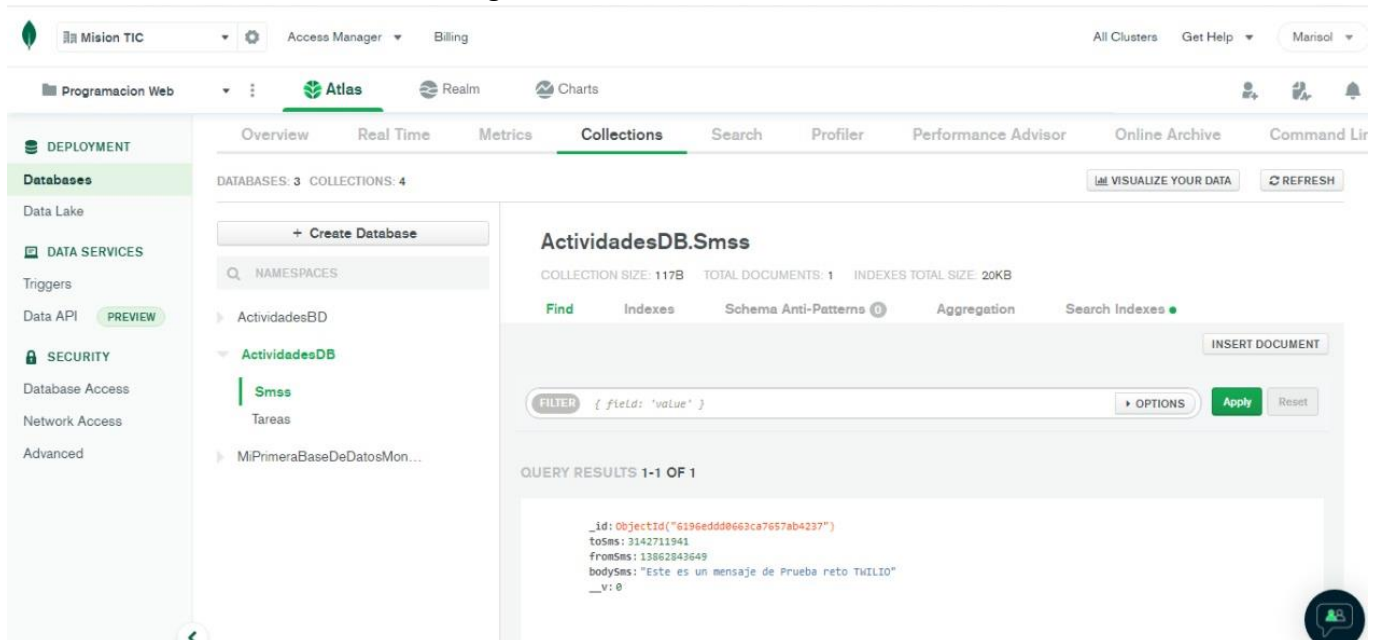 Mision TIC Access Manager Billing All Clusters Get Help Marisol
Programacion Web Atlas Realm Charts
DEPLOYMENT
Databases
Data Lake
DATA SERVICES
Triggers
Data API PREVIEW
SECURITY
Database Access
Network Access
Advanced
Overview Real Time Metrics Collections Search Profiler Performance Advisor Online Archive Command Lin
DATABASES: 3 COLLECTIONS: 4 VISUALIZE YOUR DATA REFRESH
+ Create Database
NAMESPACES
ActividadesBD
ActividadesDB
Smss
Tareas
MiPrimeraBaseDeDatosMon...
ActividadesDB.Smss
COLLECTION SIZE: 117B TOTAL DOCUMENTS: 1 INDEXES TOTAL SIZE: 20KB
Find Indexes Schema Anti-Patterns 0 Aggregation Search Indexes
INSERT DOCUMENT
FILTER { field: 'value' } OPTIONS Apply Reset
QUERY RESULTS 1-1 OF 1
_id: ObjectId("6196eddd0663ca7657ab4237")
toSms: 3142711941
fromSms: 13862843649
bodySms: "Este es un mensaje de Prueba reto TWILIO"
__v: 0